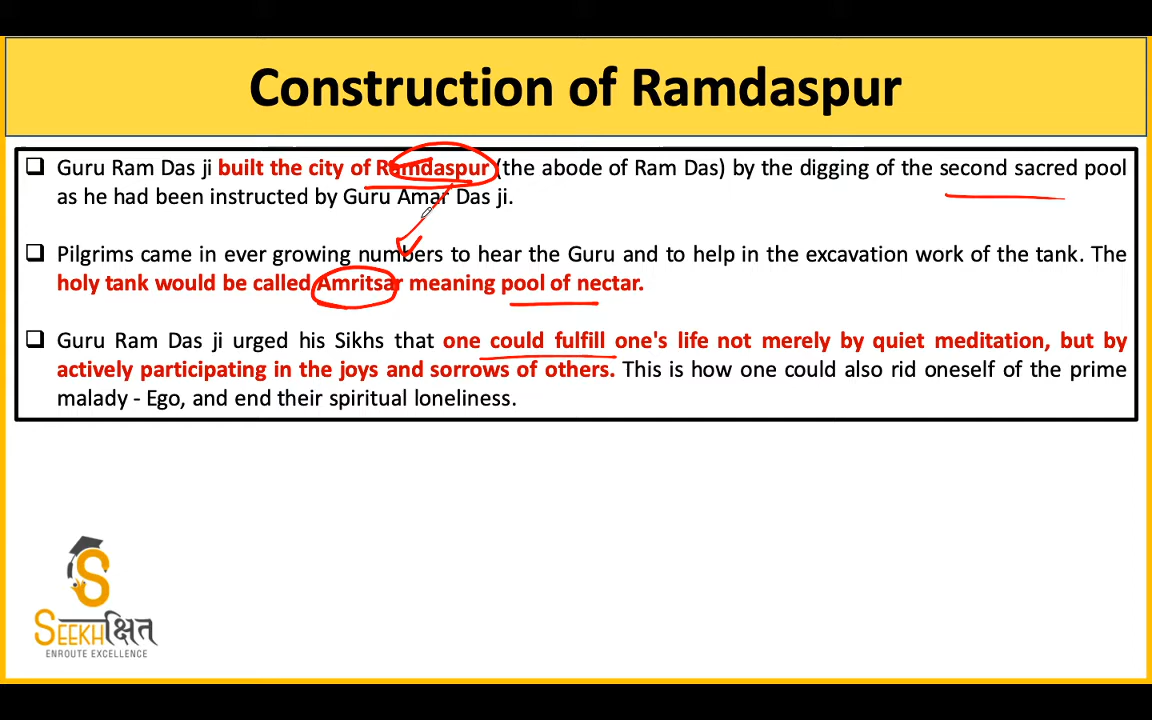 Construction of Ramdaspur
❑ Guru Ram Das ji built the city of Ramdaspur (the abode of Ram Das) by the digging of the second sacred pool
as he had been instructed by Guru Amar Das ji.
❑ Pilgrims came in ever growing numbers to hear the Guru and to help in the excavation work of the tank. The
holy tank would be called Amritsar meaning pool of nectar.
❑ Guru Ram Das ji urged his Sikhs that one could fulfill one's life not merely by quiet meditation, but by
actively participating in the joys and sorrows of others. This is how one could also rid oneself of the prime
malady - Ego, and end their spiritual loneliness.
S
SEEKHक्षित
ENROUTE EXCELLENCE